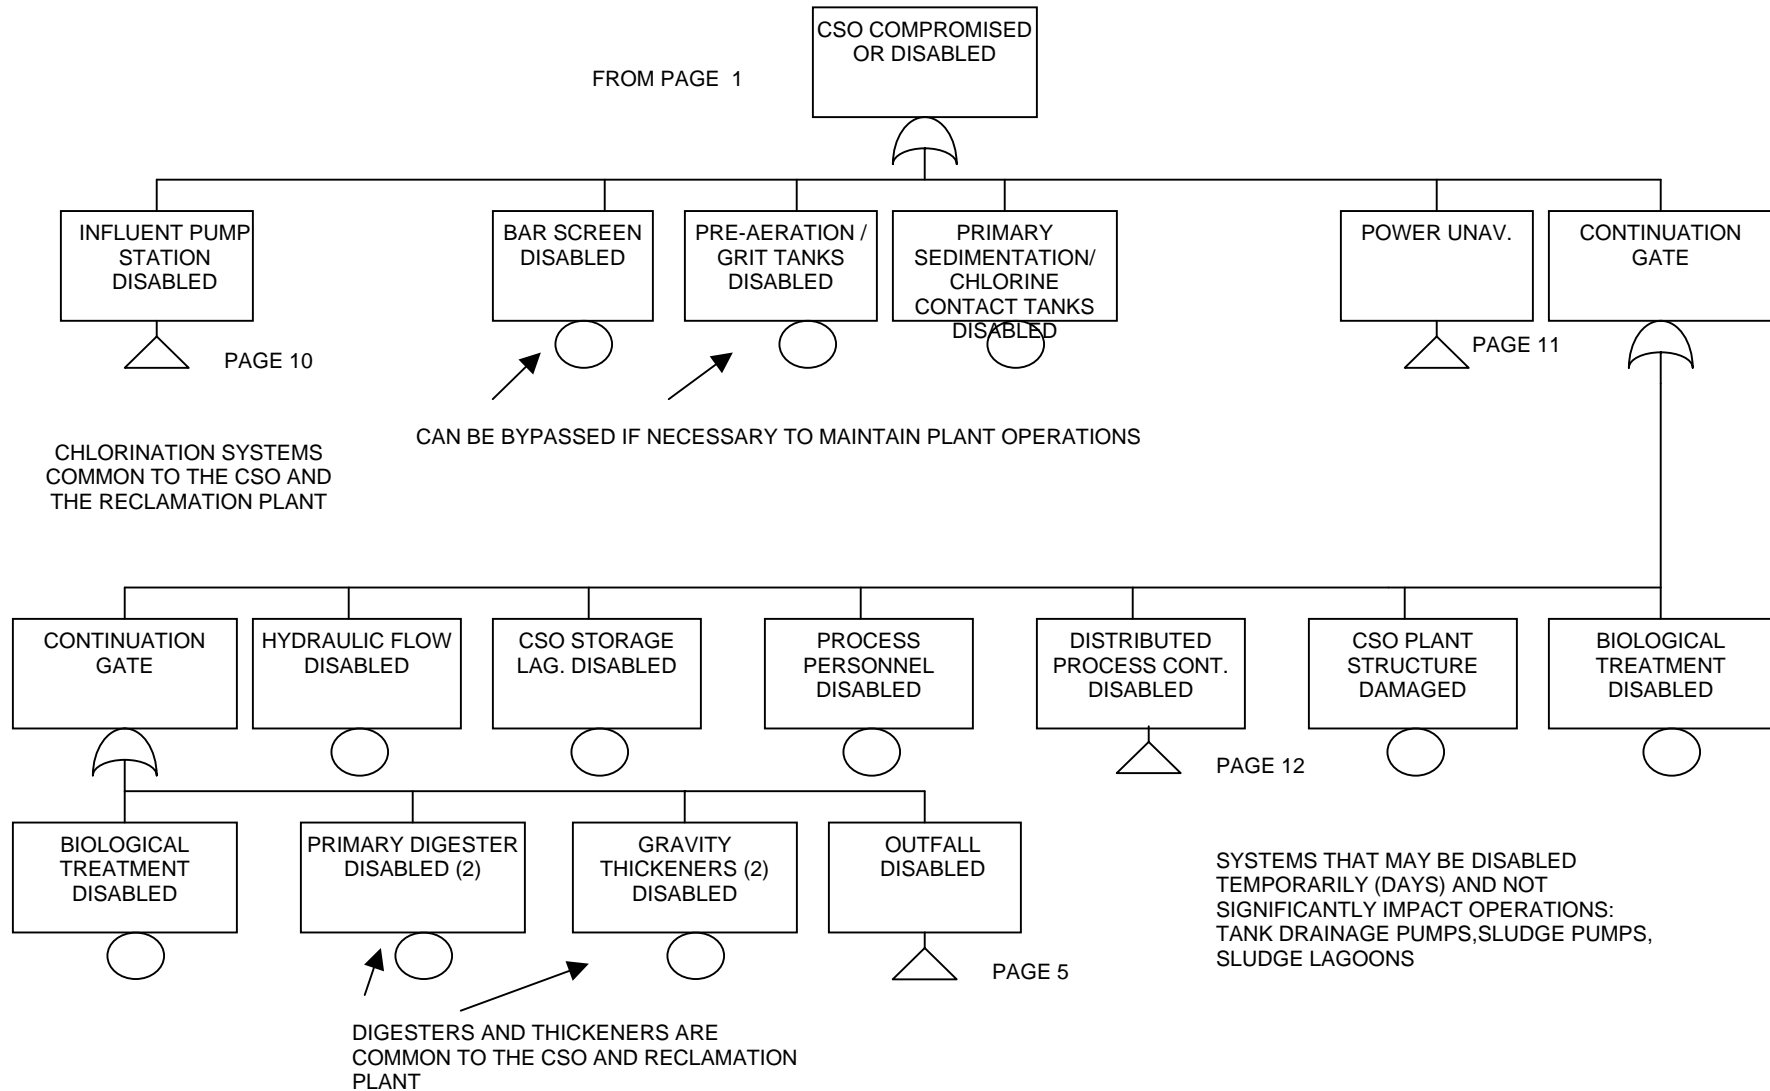 CSO COMPROMISED
OR DISABLED
FROM PAGE 1
INFLUENT PUMP
STATION
DISABLED
BAR SCREEN
DISABLED
PRE-AERATION /
GRIT TANKS
DISABLED
PRIMARY
SEDIMENTATION/
CHLORINE
CONTACT TANKS
DISABLED
POWER UNAV.
CONTINUATION
GATE
PAGE 10
PAGE 11
CAN BE BYPASSED IF NECESSARY TO MAINTAIN PLANT OPERATIONS
CHLORINATION SYSTEMS
COMMON TO THE CSO AND
THE RECLAMATION PLANT
CONTINUATION
GATE
HYDRAULIC FLOW
DISABLED
CSO STORAGE
LAG. DISABLED
PROCESS
PERSONNEL
DISABLED
DISTRIBUTED
PROCESS CONT.
DISABLED
CSO PLANT
STRUCTURE
DAMAGED
BIOLOGICAL
TREATMENT
DISABLED
PAGE 12
BIOLOGICAL
TREATMENT
DISABLED
PRIMARY DIGESTER
DISABLED (2)
GRAVITY
THICKENERS (2)
DISABLED
OUTFALL
DISABLED
PAGE 5
SYSTEMS THAT MAY BE DISABLED
TEMPORARILY (DAYS) AND NOT
SIGNIFICANTLY IMPACT OPERATIONS:
TANK DRAINAGE PUMPS,SLUDGE PUMPS,
SLUDGE LAGOONS
DIGESTERS AND THICKENERS ARE
COMMON TO THE CSO AND RECLAMATION
PLANT